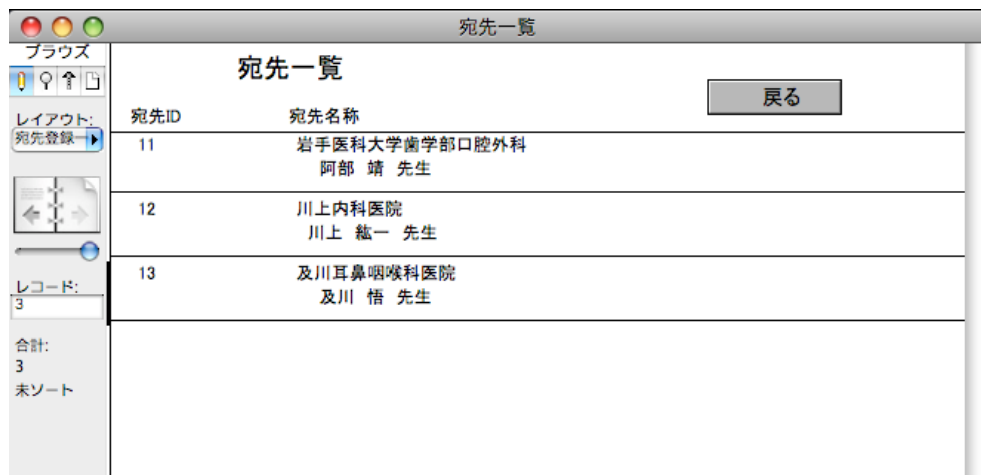 宛先一覧
ブラウズ
宛先一覧
戻る
レイアウト:
宛先登録一
宛先ID 宛先名称
11 岩手医科大学歯学部口腔外科
阿部 靖 先生
12 川上内科医院
川上 紘一 先生
13 及川耳鼻咽喉科医院
及川 悟 先生
レコード:
3
合計:
3
未ソート